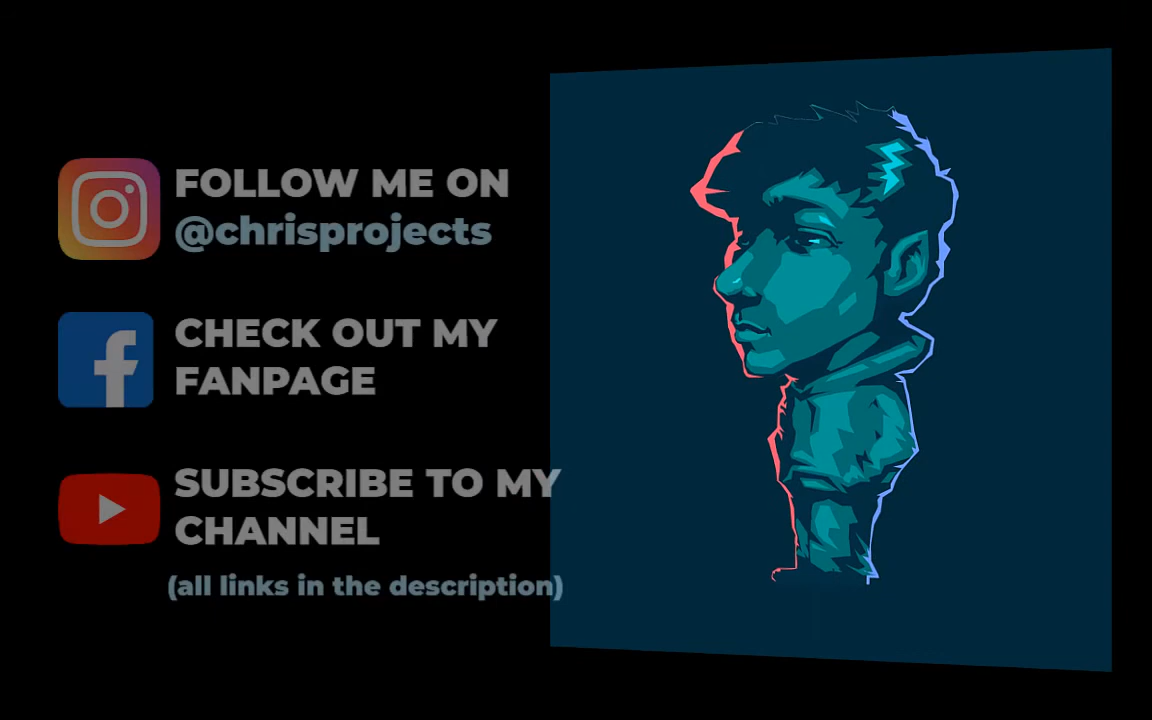 FOLLOW ME ON
@chrisprojects
CHECK OUT MY
FANPAGE
SUBSCRIBE TO MY
CHANNEL
(all links in the description)